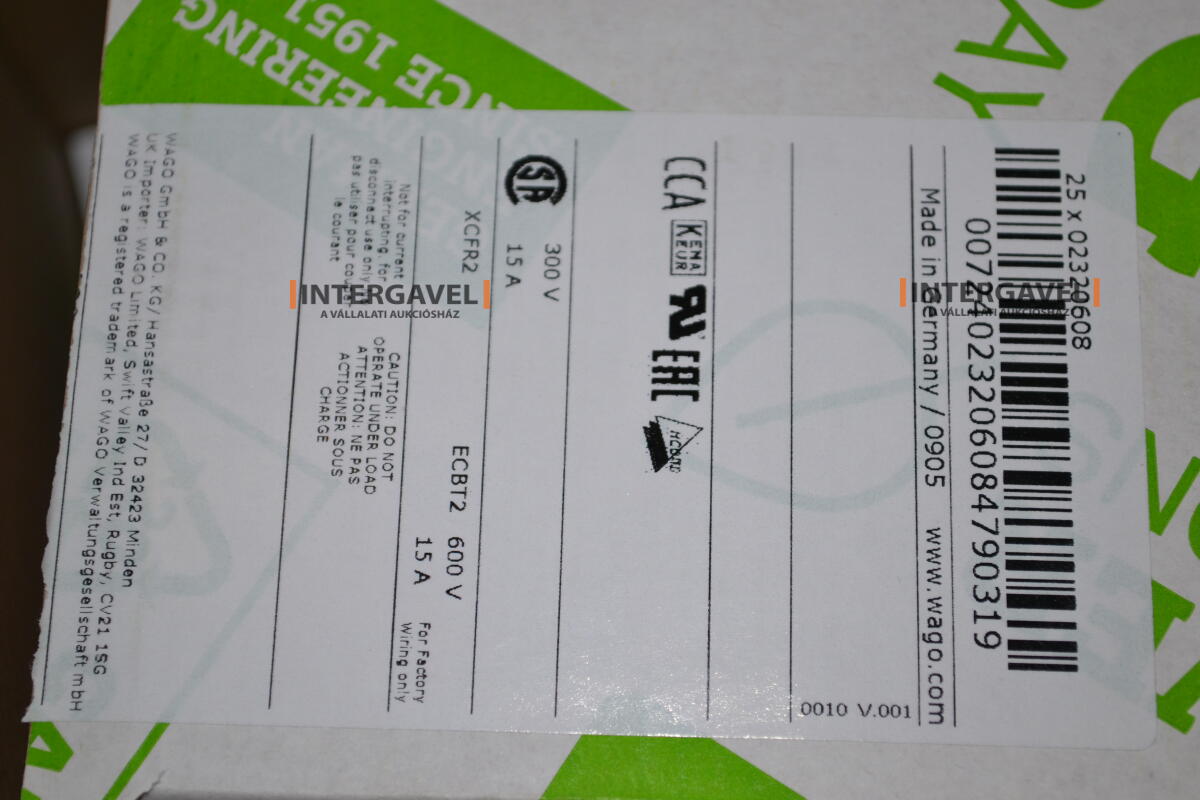 25 x 02320608
00724023206084790319
Made in Germany / 0905 www.wago.com
0010 V.001
CCA KEMA KEUR UR EAC
300 V
15 A
XCFR2
ECBT2 600 V
15 A
For Factory
Wiring only
Not for current
interrupting, for
disconnect use only
pas utiliser pour
le courant
CAUTION: DO NOT
OPERATE UNDER LOAD
ATTENTION: NE PAS
ACTIONNER SOUS
CHARGE
WAGO GmbH & CO. KG/ Hansastraße 27/ D 32423 Minden
UK Importer: WAGO Limited, Swift Valley Ind Est, Rugby, CV21 1SG
WAGO is a registered trademark of WAGO Verwaltungsgesellschaft mbH
ENGINEERING
SINCE 1951
INTERGAVEL
A VÁLLALATI AUKCIÓSHÁZ
INTERGAVEL
A VÁLLALATI AUKCIÓSHÁZ